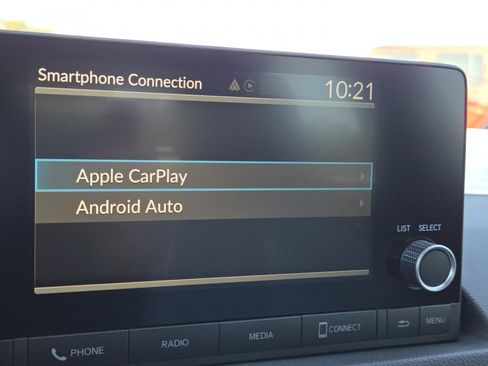 Smartphone Connection 10:21
Apple CarPlay
Android Auto
LIST SELECT
PHONE RADIO MEDIA CONNECT MENU